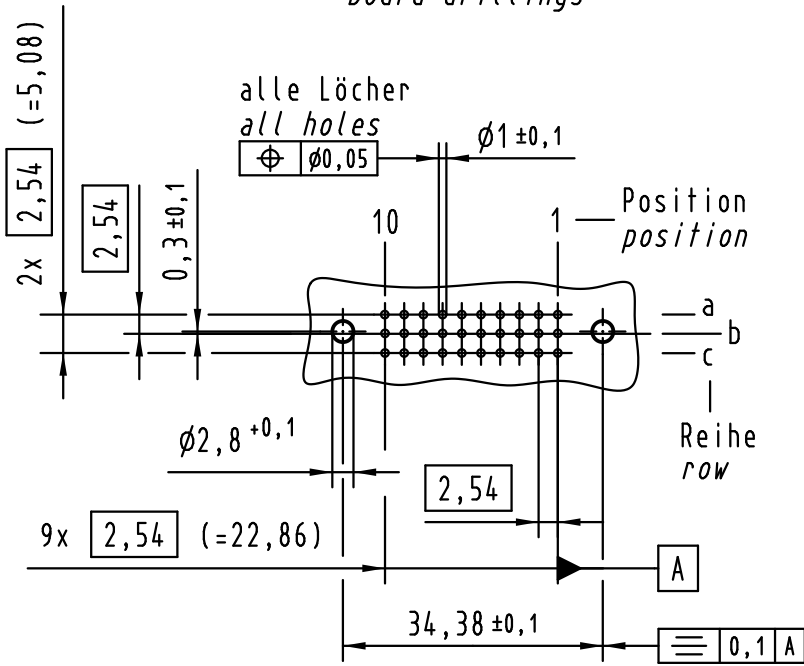 board drillings
2x 2,54 (=5,08)
2,54
0,3 ±0,1
alle Löcher
all holes
⌖ ø0,05
ø1 ±0,1
10
1
Position
position
a
b
c
Reihe
row
ø2,8 +0,1
2,54
9x 2,54 (=22,86)
A
34,38 ±0,1
⌯ 0,1 A